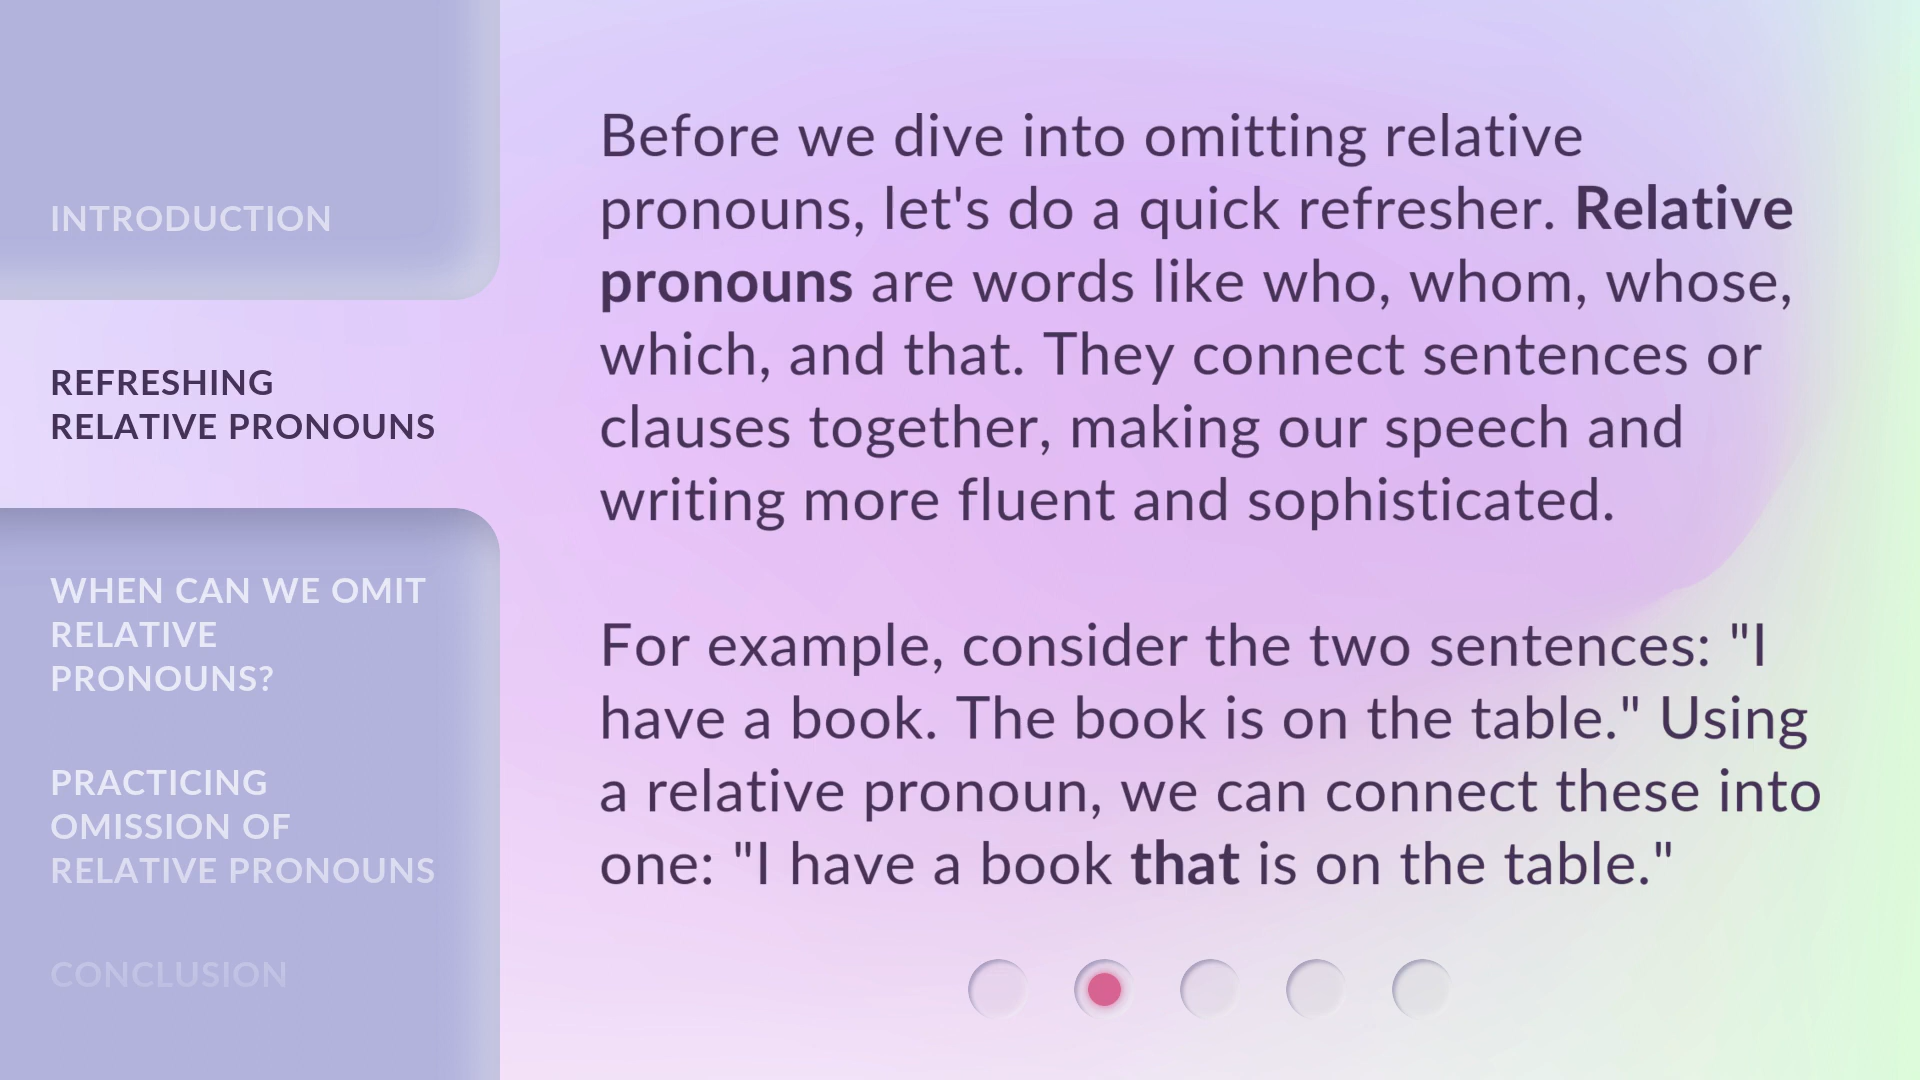 INTRODUCTION
REFRESHING
RELATIVE PRONOUNS
WHEN CAN WE OMIT
RELATIVE
PRONOUNS?
PRACTICING
OMISSION OF
RELATIVE PRONOUNS
CONCLUSION
Before we dive into omitting relative
pronouns, let's do a quick refresher. Relative
pronouns are words like who, whom, whose,
which, and that. They connect sentences or
clauses together, making our speech and
writing more fluent and sophisticated.
For example, consider the two sentences: "I
have a book. The book is on the table." Using
a relative pronoun, we can connect these into
one: "I have a book that is on the table."